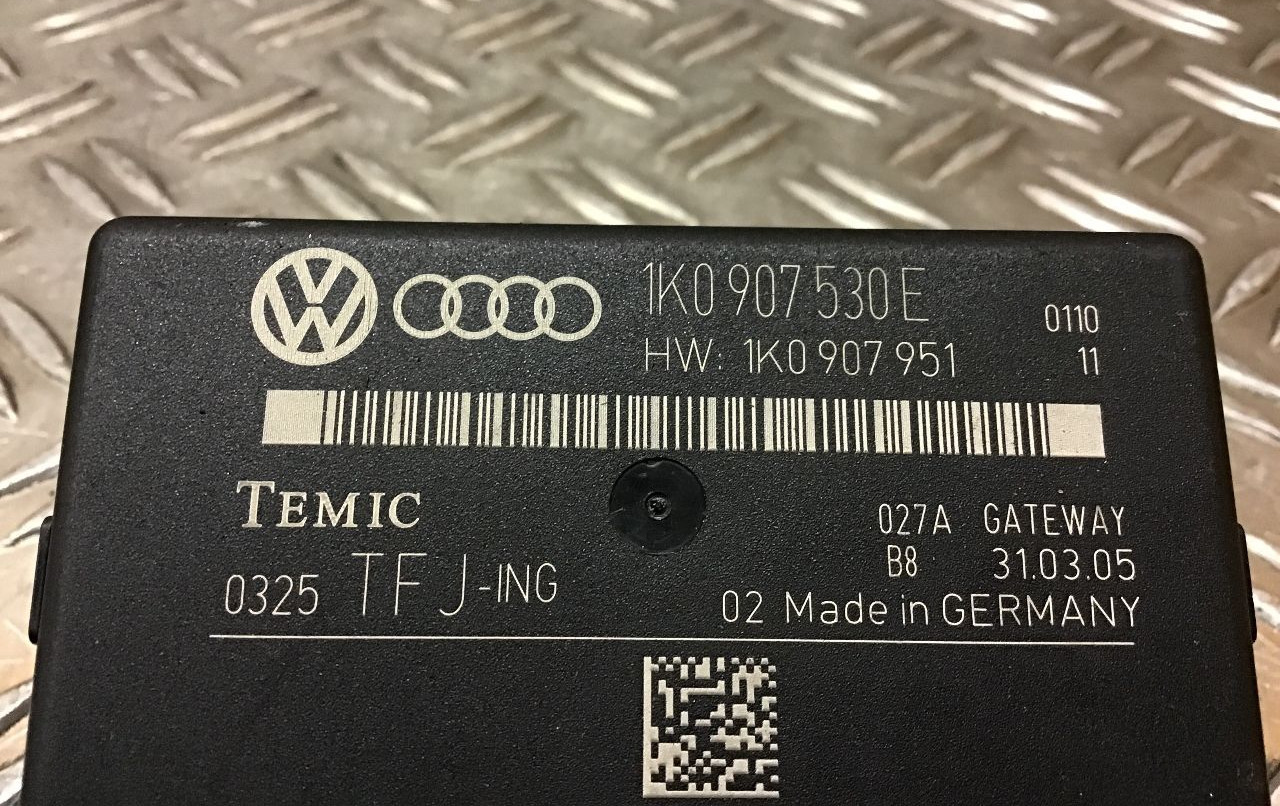 VW 1K0 907 530 E 0110
HW: 1K0 907 951 11
TEMIC 027A GATEWAY
B8 31.03.05
0325 TFJ-ING 02 Made in GERMANY